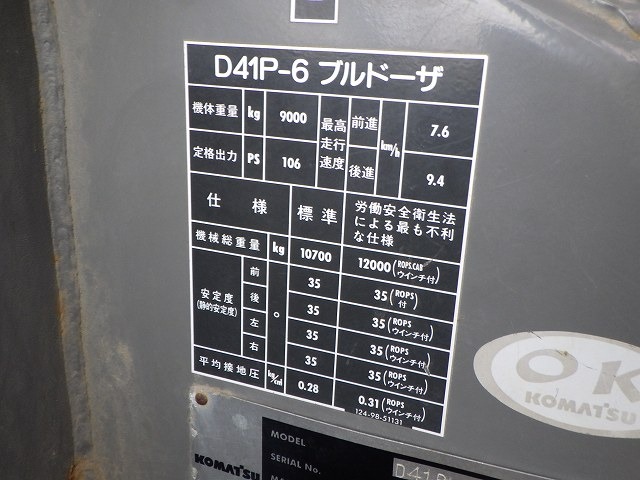 D41P-6 ブルドーザ
機体重量 kg 9000 最高走行速度 前進 km/h 7.6
定格出力 PS 106 後進 9.4
仕様 標準 労働安全衛生法
による最も不利
な仕様
機械総重量 kg 10700 12000 (ROPS.CAB ウインチ付)
安定度 (静的安定度) 前 ° 35 35 (ROPS 付)
後 35 35 (ROPS ウインチ付)
左 35 35 (ROPS ウインチ付)
右 35 35 (ROPS ウインチ付)
平均接地圧 kg/cm² 0.28 0.31 (ROPS ウインチ付)
124-98-51131
OK
KOMATSU
MODEL
KOMATSU
SERIAL No.